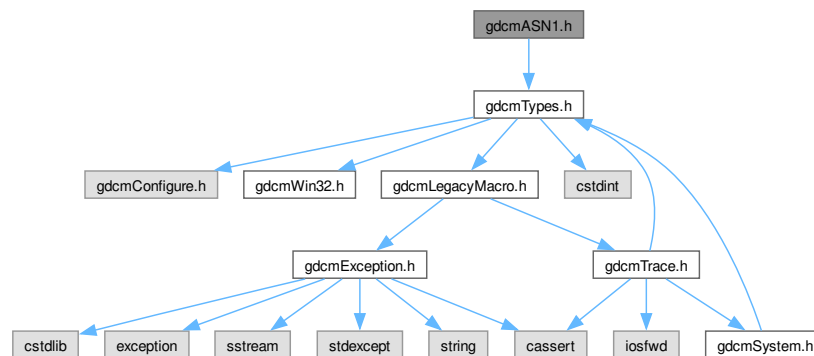 gdcmASN1.h
gdcmTypes.h
gdcmConfigure.h
gdcmWin32.h
gdcmLegacyMacro.h
cstdint
gdcmException.h
gdcmTrace.h
cstdlib
exception
sstream
stdexcept
string
cassert
iosfwd
gdcmSystem.h